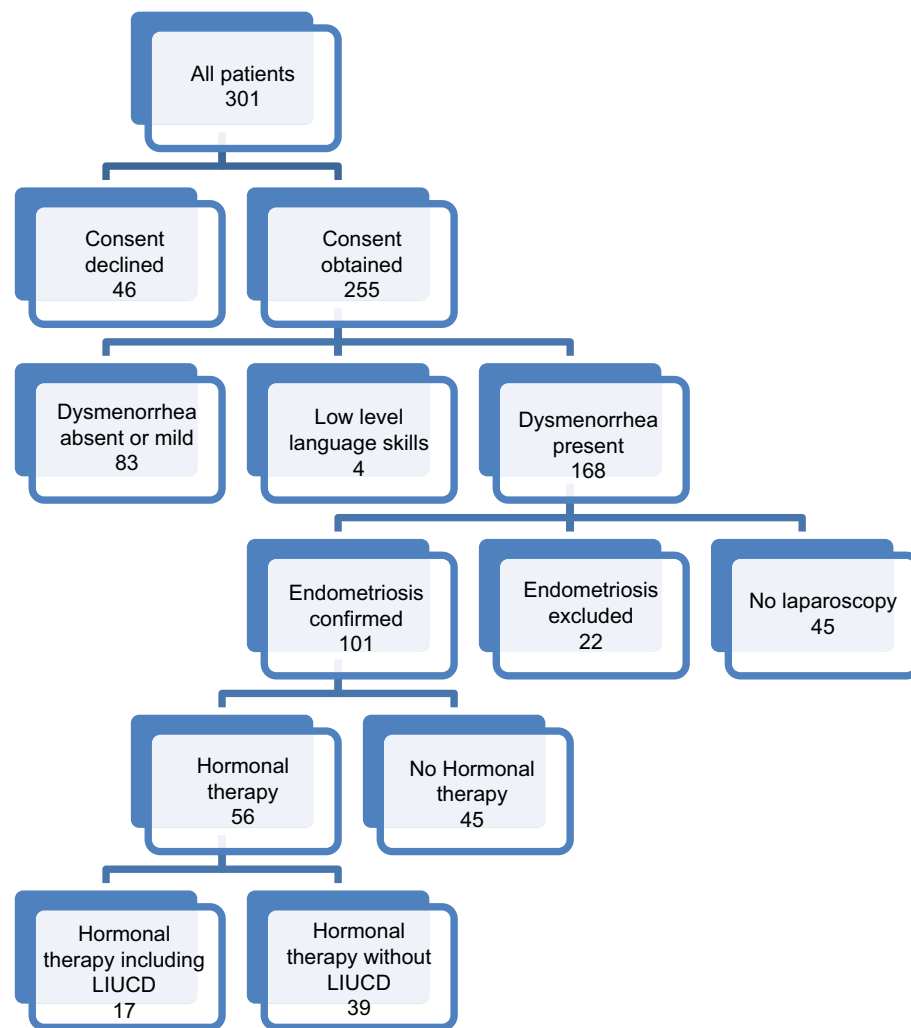 All patients
301
Consent
declined
46
Consent
obtained
255
Dysmenorrhea
absent or mild
83
Low level
language skills
4
Dysmenorrhea
present
168
Endometriosis
confirmed
101
Endometriosis
excluded
22
No laparoscopy
45
Hormonal
therapy
56
No Hormonal
therapy
45
Hormonal
therapy including
LIUCD
17
Hormonal
therapy without
LIUCD
39